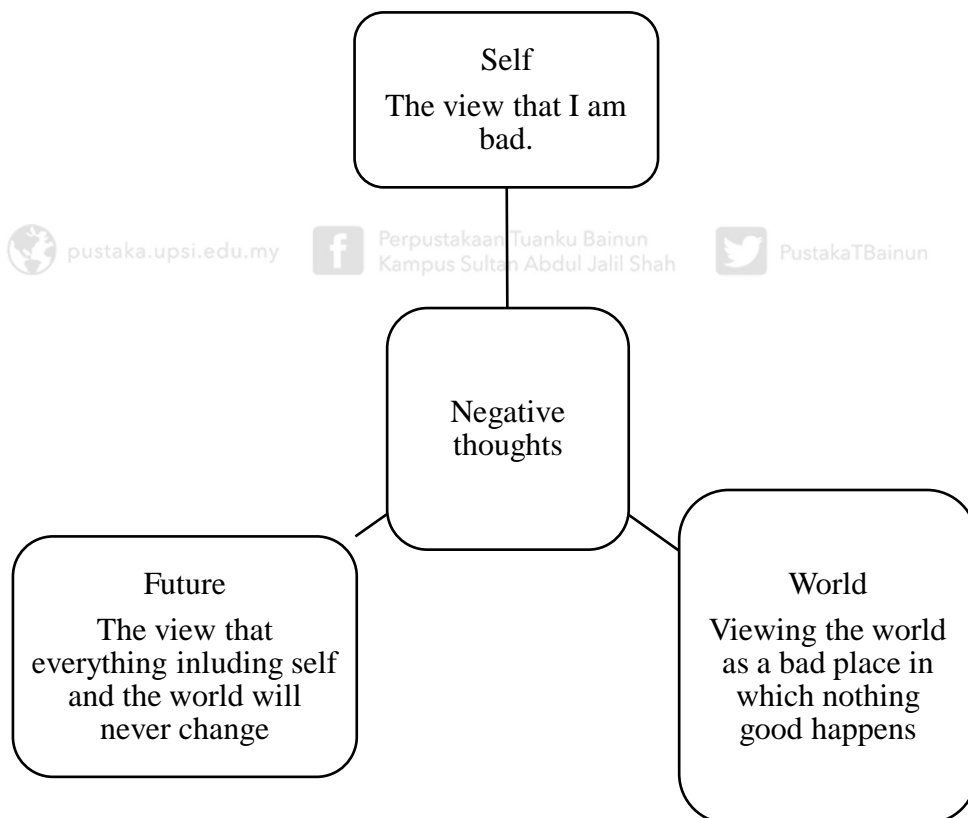 Self
The view that I am
bad.
pustaka.upsi.edu.my
Perpustakaan Tuanku Bainun
Kampus Sultan Abdul Jalil Shah
PustakaTBainun
Negative
thoughts
Future
The view that
everything inluding self
and the world will
never change
World
Viewing the world
as a bad place in
which nothing
good happens